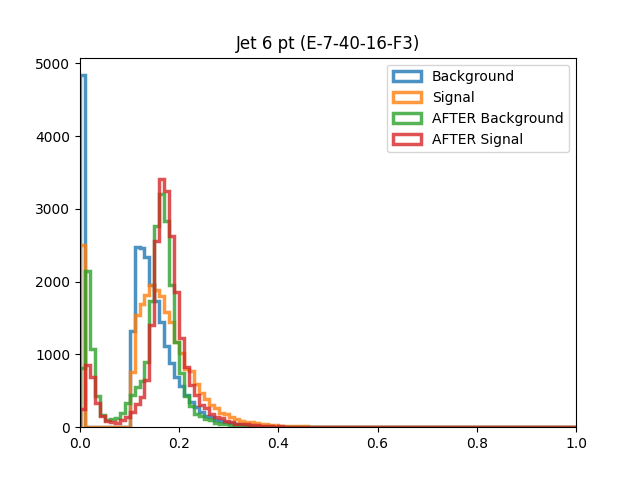 Jet 6 pt (E-7-40-16-F3)
5000
4000
3000
2000
1000
0
0.0 0.2 0.4 0.6 0.8 1.0
Background
Signal
AFTER Background
AFTER Signal